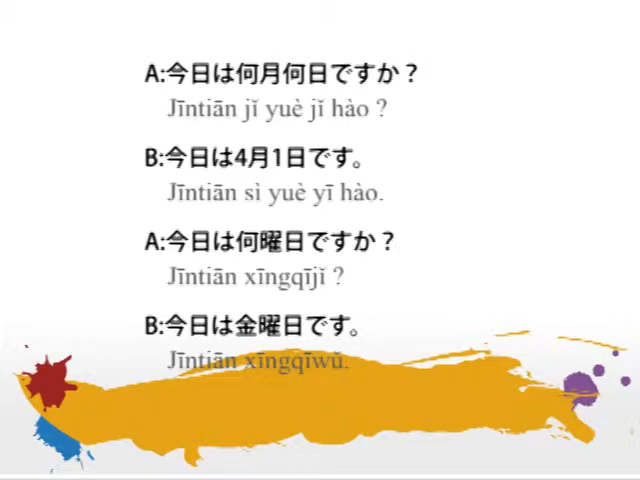 A:今日は何月何日ですか？
Jīntiān jǐ yuè jǐ hào ?
B:今日は4月1日です。
Jīntiān sì yuè yī hào.
A:今日は何曜日ですか？
Jīntiān xīngqījǐ ?
B:今日は金曜日です。
Jīntiān xīngqīwǔ.